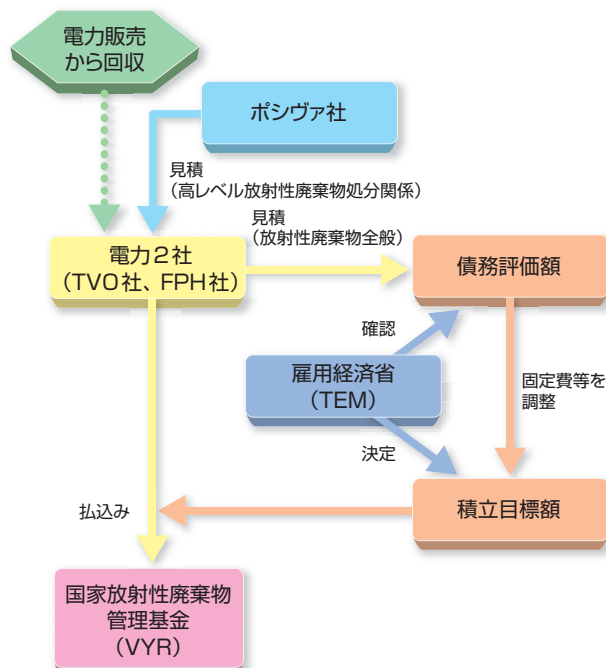 電力販売
から回収
ポシヴァ社
見積
(高レベル放射性廃棄物処分関係)
見積
(放射性廃棄物全般)
電力2社
(TVO社、FPH社)
債務評価額
確認
雇用経済省
(TEM)
固定費等を
調整
決定
払込み
積立目標額
国家放射性廃棄物
管理基金
(VYR)